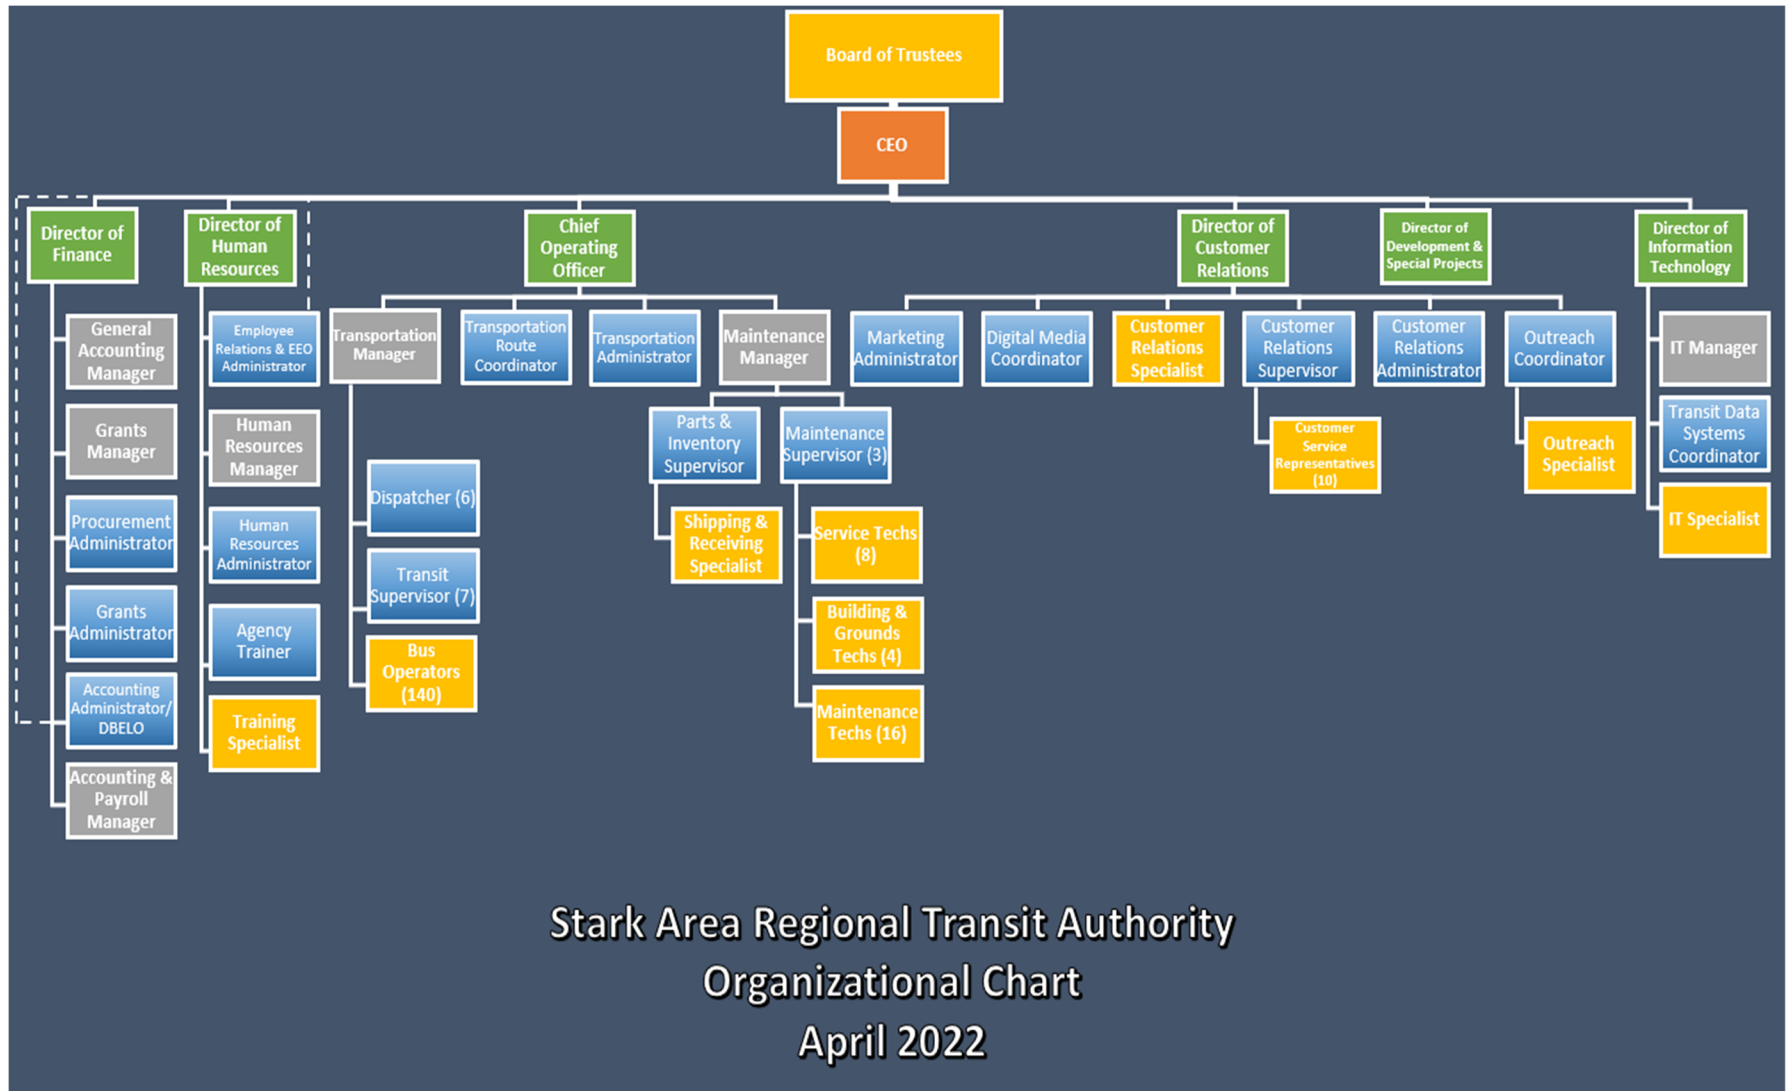 Board of Trustees
CEO
Director of
Finance
Director of
Human
Resources
Chief
Operating
Officer
Director of
Customer
Relations
Director of
Development &
Special Projects
Director of
Information
Technology
General
Accounting
Manager
Grants
Manager
Procurement
Administrator
Grants
Administrator
Accounting
Administrator/
DBELO
Accounting &
Payroll
Manager
Employee
Relations & EEO
Administrator
Human
Resources
Manager
Human
Resources
Administrator
Agency
Trainer
Training
Specialist
Transportation
Manager
Dispatcher (6)
Transit
Supervisor (7)
Bus
Operators
(140)
Transportation
Route
Coordinator
Transportation
Administrator
Maintenance
Manager
Parts &
Inventory
Supervisor
Shipping &
Receiving
Specialist
Maintenance
Supervisor (3)
Service Techs
(8)
Building &
Grounds
Techs (4)
Maintenance
Techs (16)
Marketing
Administrator
Digital Media
Coordinator
Customer
Relations
Specialist
Customer
Relations
Supervisor
Customer
Service
Representatives
(10)
Customer
Relations
Administrator
Outreach
Coordinator
Outreach
Specialist
IT Manager
Transit Data
Systems
Coordinator
IT Specialist
Stark Area Regional Transit Authority
Organizational Chart
April 2022